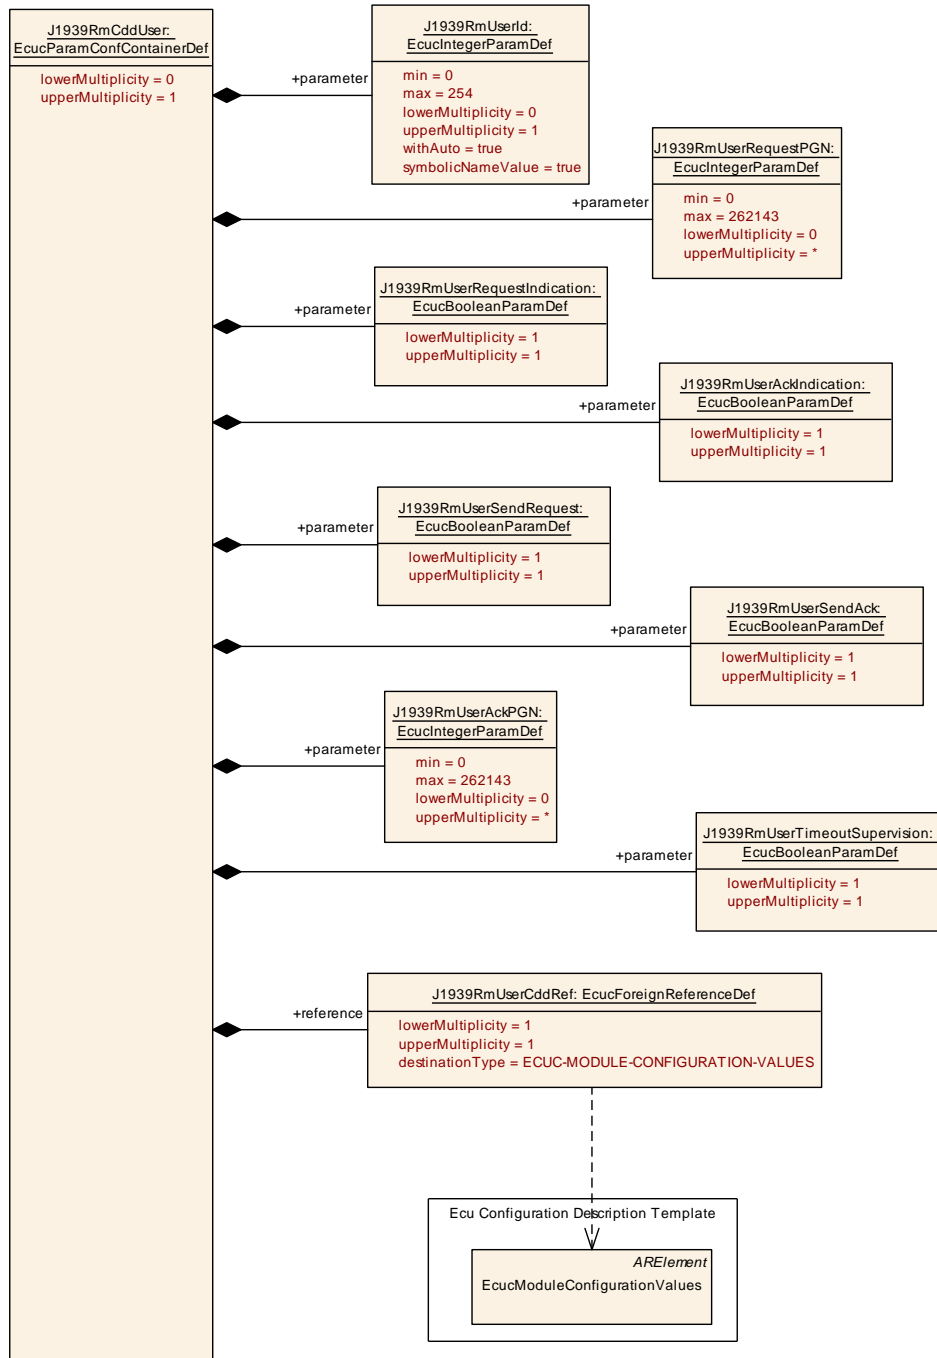 J1939RmCddUser:
EcucParamConfContainerDef
lowerMultiplicity = 0
upperMultiplicity = 1
+parameter
J1939RmUserId:
EcucIntegerParamDef
min = 0
max = 254
lowerMultiplicity = 0
upperMultiplicity = 1
withAuto = true
symbolicNameValue = true
+parameter
J1939RmUserRequestPGN:
EcucIntegerParamDef
min = 0
max = 262143
lowerMultiplicity = 0
upperMultiplicity = *
+parameter
J1939RmUserRequestIndication:
EcucBooleanParamDef
lowerMultiplicity = 1
upperMultiplicity = 1
+parameter
J1939RmUserAckIndication:
EcucBooleanParamDef
lowerMultiplicity = 1
upperMultiplicity = 1
+parameter
J1939RmUserSendRequest:
EcucBooleanParamDef
lowerMultiplicity = 1
upperMultiplicity = 1
+parameter
J1939RmUserSendAck:
EcucBooleanParamDef
lowerMultiplicity = 1
upperMultiplicity = 1
+parameter
J1939RmUserAckPGN:
EcucIntegerParamDef
min = 0
max = 262143
lowerMultiplicity = 0
upperMultiplicity = *
+parameter
J1939RmUserTimeoutSupervision:
EcucBooleanParamDef
lowerMultiplicity = 1
upperMultiplicity = 1
+reference
J1939RmUserCddRef: EcucForeignReferenceDef
lowerMultiplicity = 1
upperMultiplicity = 1
destinationType = ECUC-MODULE-CONFIGURATION-VALUES
Ecu Configuration Description Template
ARElement
EcucModuleConfigurationValues